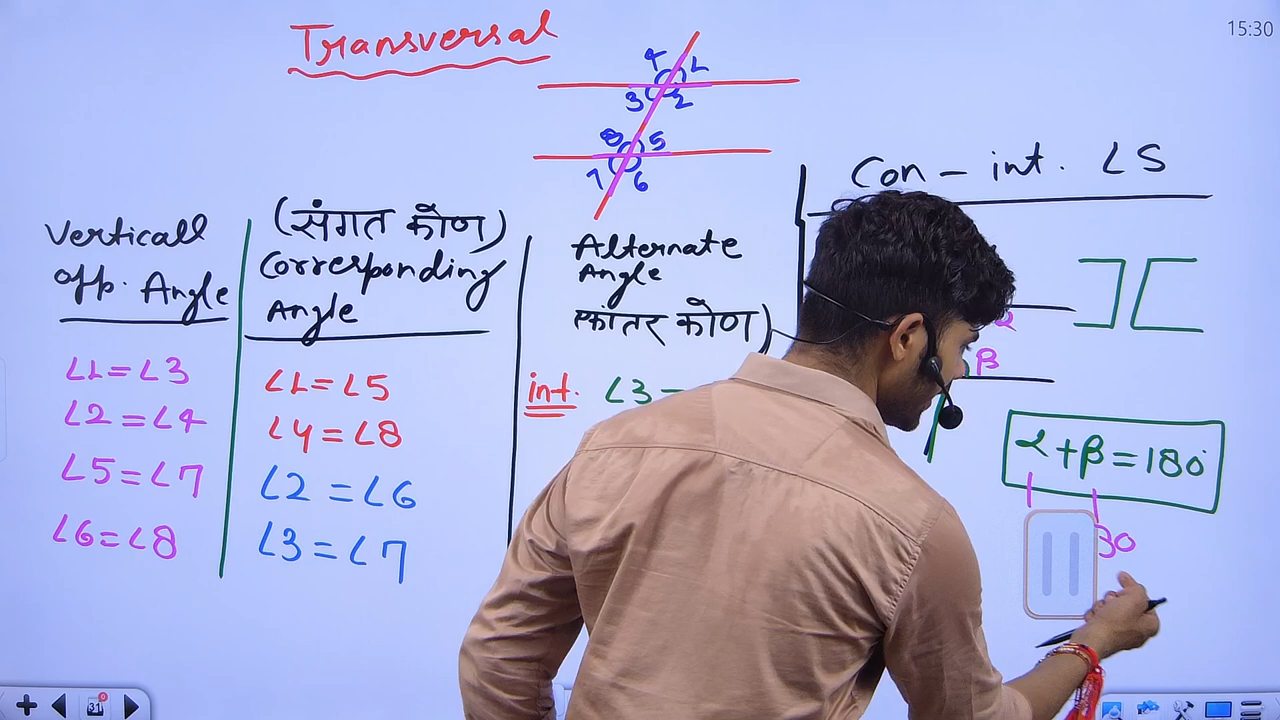 15:30
Transversal
4 1
3 2
8 5
7 6
Con - int. ∠S
Verticall
opp. Angle
∠1=∠3
∠2=∠4
∠5=∠7
∠6=∠8
(संगत कोण)
Corresponding
Angle
∠1=∠5
∠4=∠8
∠2=∠6
∠3=∠7
Alternate
Angle
एकांतर कोण)
int. ∠3=
β
α+β=180°
30
31